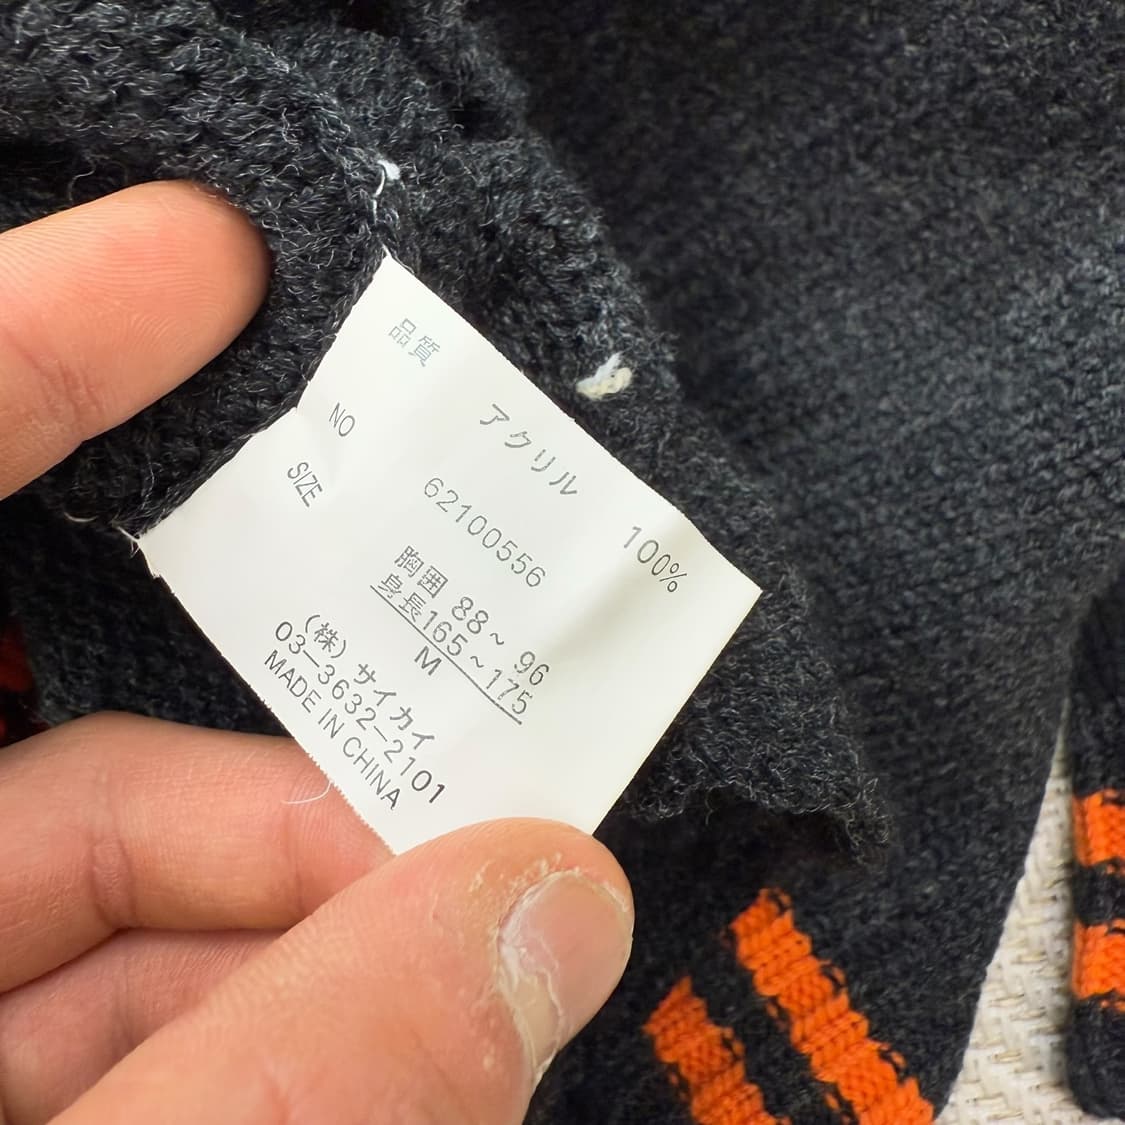 品質
アクリル 100%
NO 62100556
SIZE 胸囲 88~ 96
身長165~175
M
(株) サイカイ
03-3632-2101
MADE IN CHINA